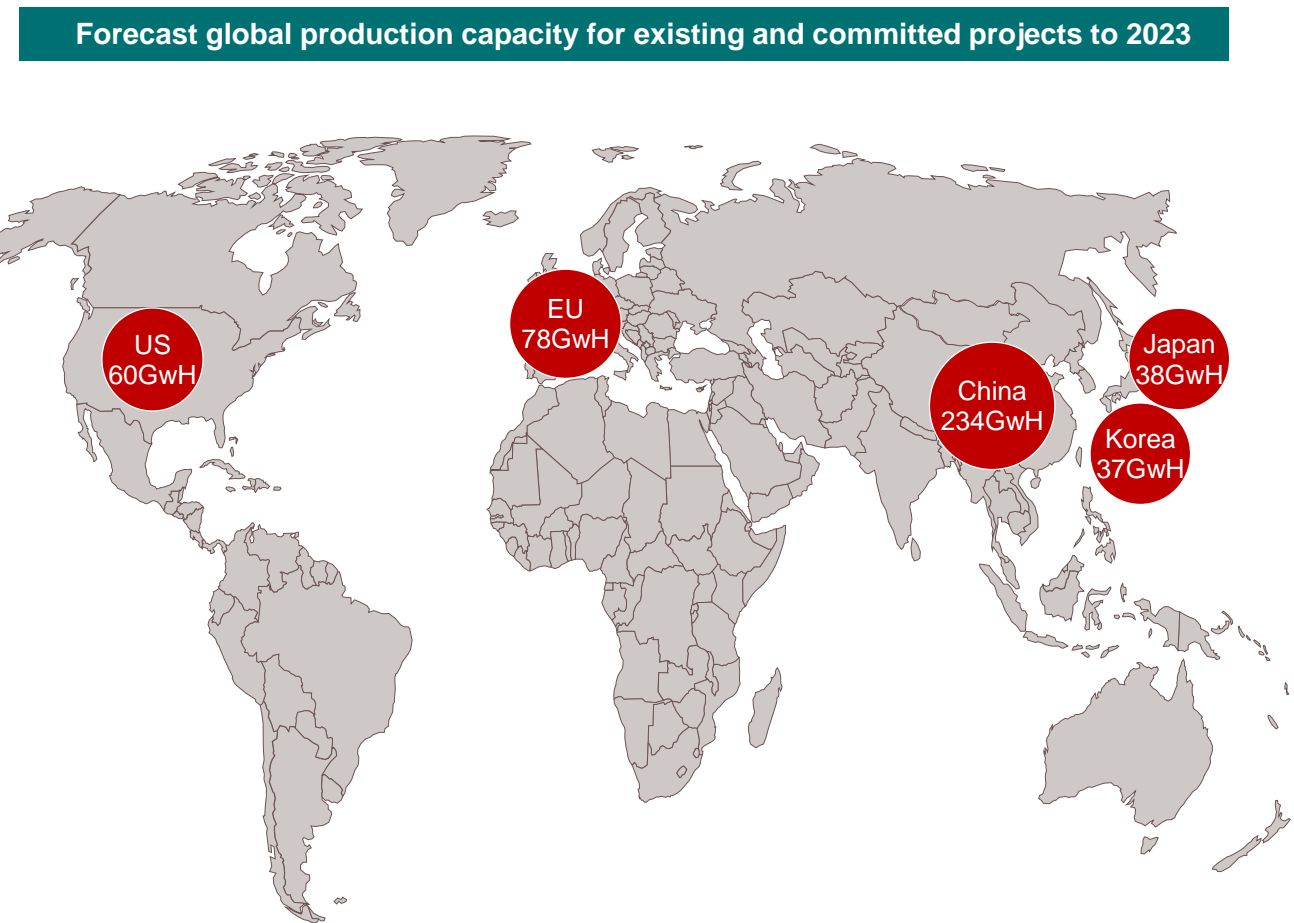 Forecast global production capacity for existing and committed projects to 2023
US
60GwH
EU
78GwH
China
234GwH
Japan
38GwH
Korea
37GwH